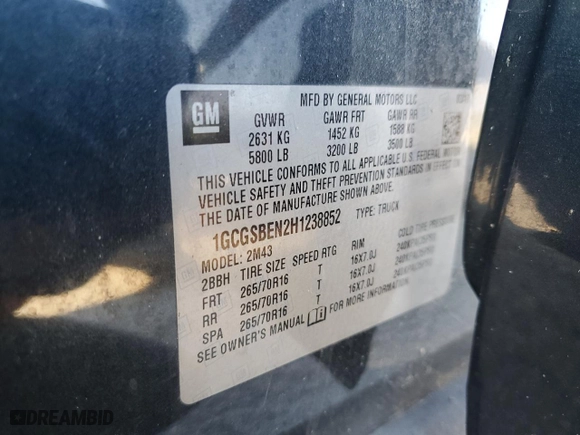 MFD BY GENERAL MOTORS LLC
GM
GVWR GAWR FRT GAWR RR
2631 KG 1452 KG 1588 KG
5800 LB 3200 LB 3500 LB
THIS VEHICLE CONFORMS TO ALL APPLICABLE U.S. FEDERAL MOTOR
VEHICLE SAFETY AND THEFT PREVENTION STANDARDS IN EFFECT ON THE
DATE OF MANUFACTURE SHOWN ABOVE.
1GCGSBEN2H1238852 TYPE: TRUCK
MODEL: 2M43
2BBH TIRE SIZE SPEED RTG RIM COLD TIRE
FRT 265/70R16 T 16X7.0J
RR 265/70R16 T 16X7.0J
SPA 265/70R16 T 16X7.0J
SEE OWNER'S MANUAL FOR MORE INFORMATION
DREAMBID